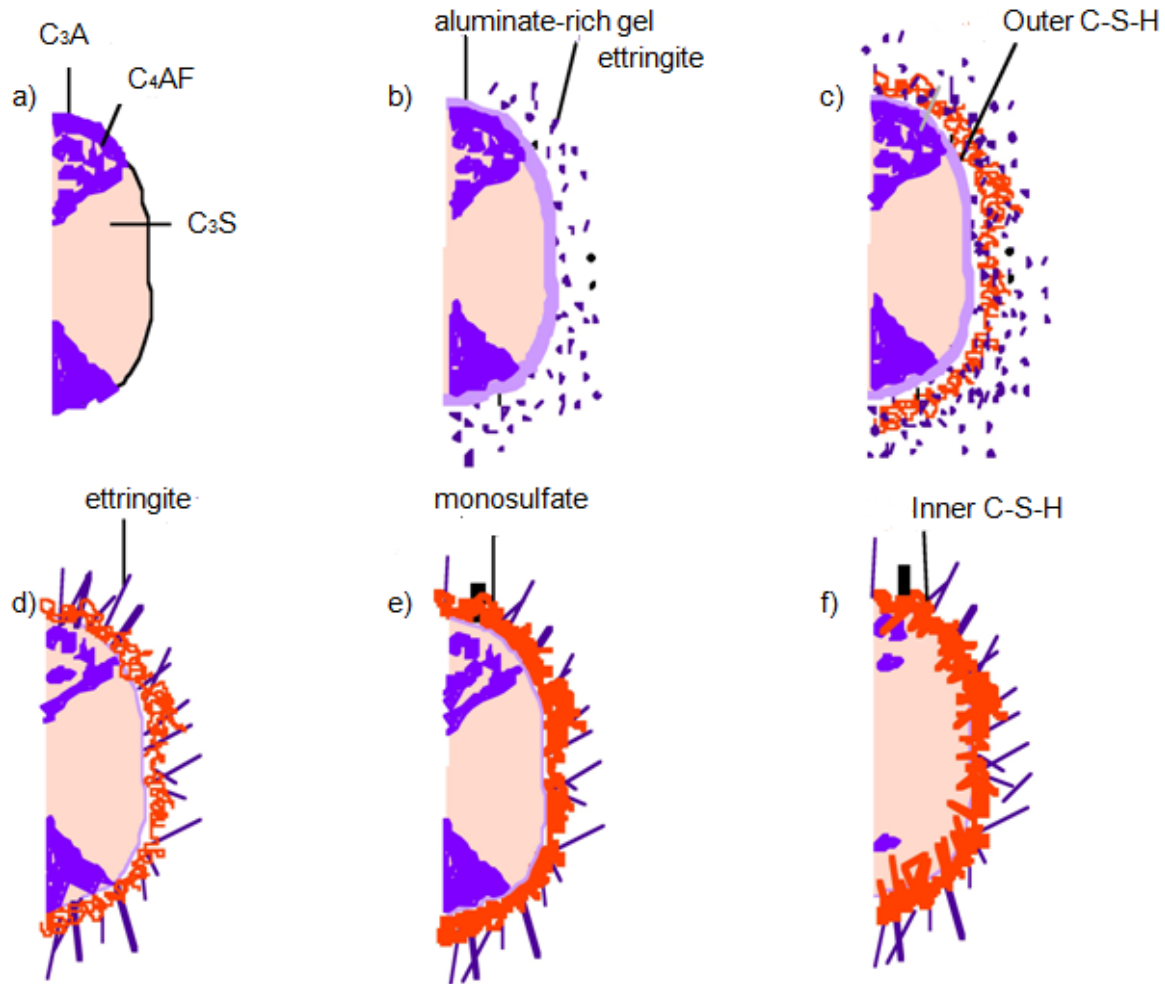 C₃A
C₄AF
a)
C₃S
aluminate-rich gel
ettringite
b)
Outer C-S-H
c)
ettringite
d)
monosulfate
e)
Inner C-S-H
f)